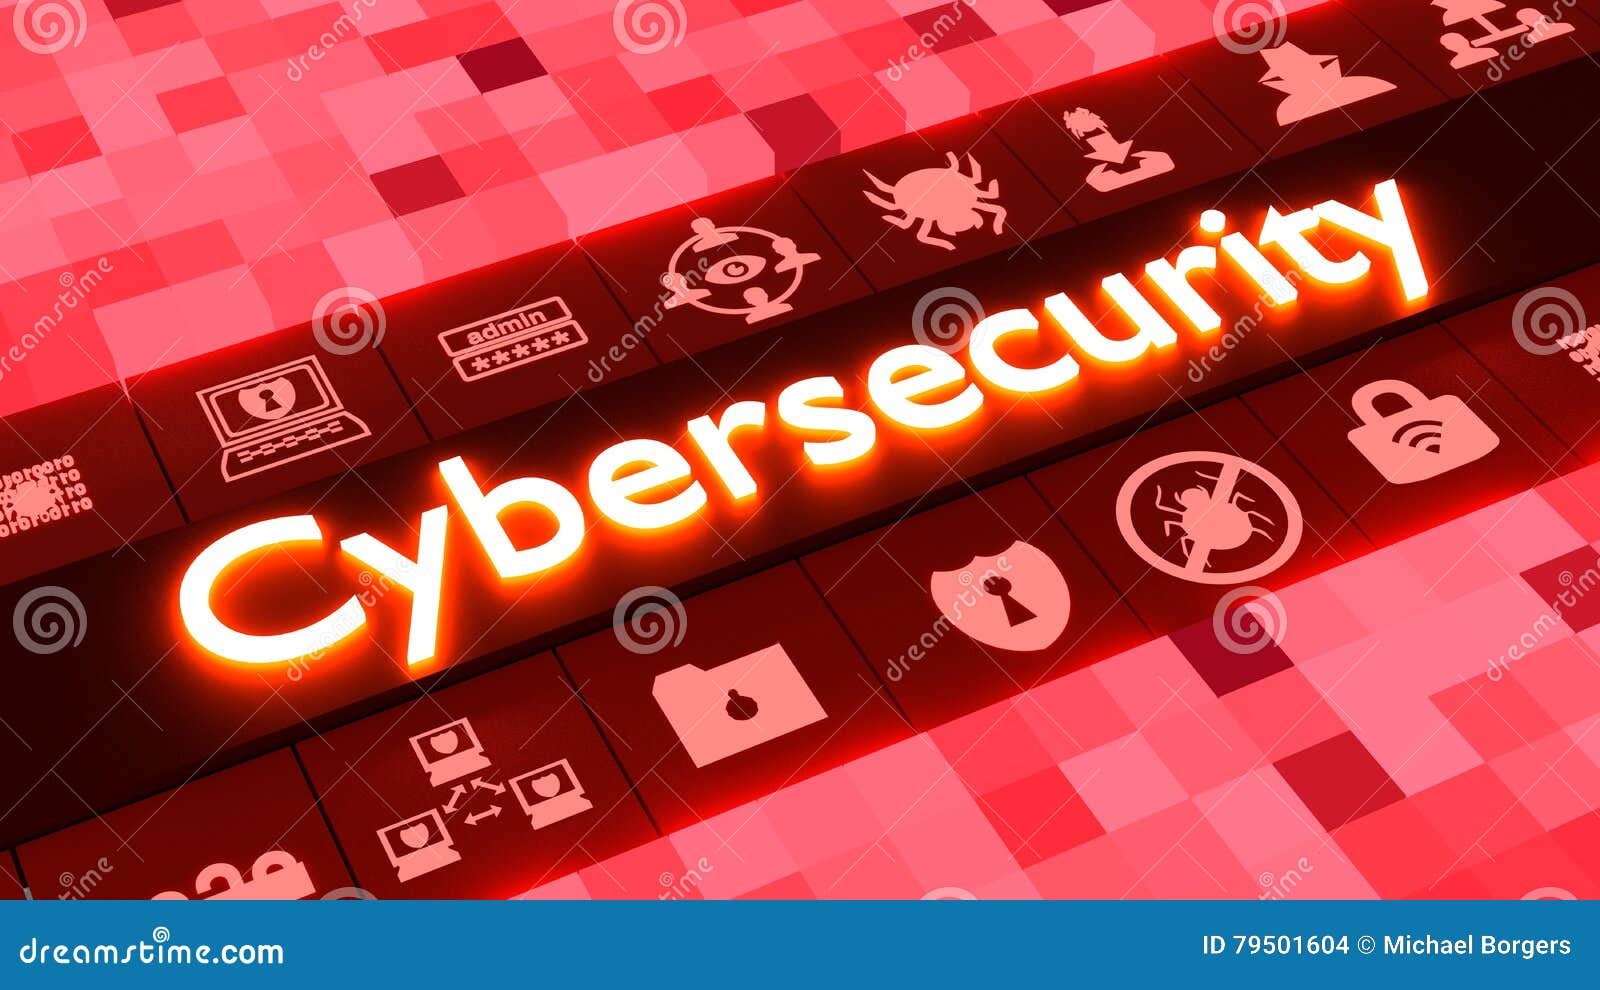 admin
*****
Cybersecurity
dreamstime.com
ID 79501604 © Michael Borgers